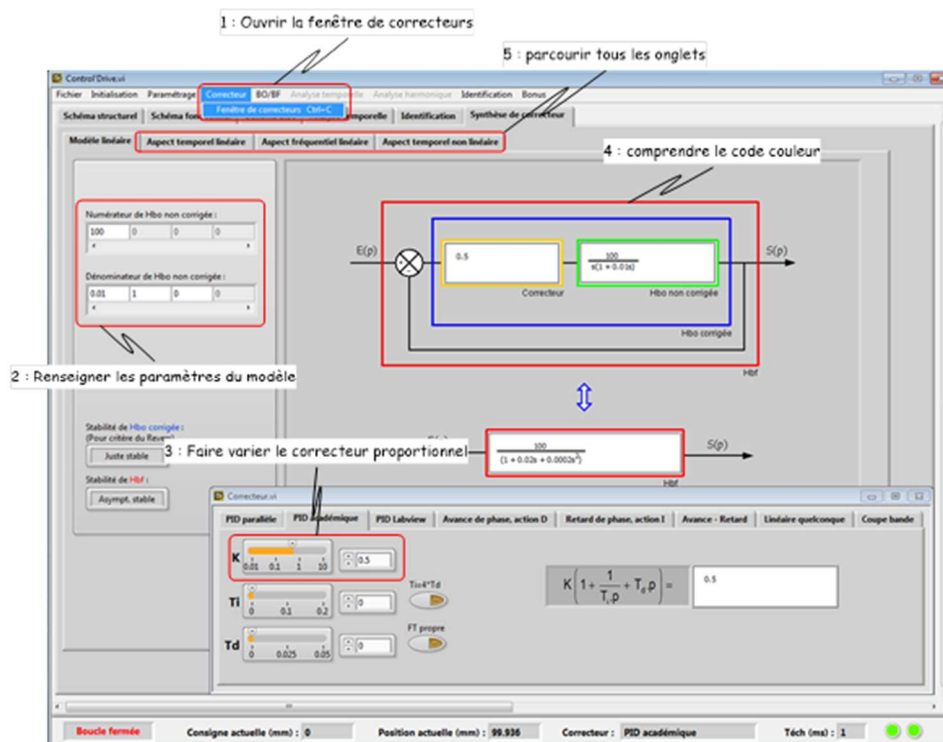 1 : Ouvrir la fenêtre de correcteurs
5 : parcourir tous les onglets
Control'Drive.vi
Fichier Initialisation Paramétrage Correcteur BO/BF Analyse temporelle Analyse harmonique Identification Bonus
Fenêtre de correcteurs Ctrl+C
Schéma structurel Schéma fon temporelle Identification Synthèse de correcteur
Modèle linéaire Aspect temporel linéaire Aspect fréquentiel linéaire Aspect temporel non linéaire
4 : comprendre le code couleur
Numérateur de Hbo non corrigée :
100 0 0 0
Dénominateur de Hbo non corrigée :
0.01 1 0 0
E(p)
0.5
100
s(1 + 0.01s)
S(p)
Correcteur
Hbo non corrigée
Hbo corrigée
Hbf
2 : Renseigner les paramètres du modèle
Stabilité de Hbo corrigée :
(Pour critère du Revers)
Juste stable
Stabilité de Hbf :
Asympt. stable
3 : Faire varier le correcteur proportionnel
100
(1 + 0.02s + 0.0002s²)
S(p)
Hbf
Correcteur.vi
PID parallèle PID académique PID Labview Avance de phase, action D Retard de phase, action I Avance - Retard Linéaire quelconque Coupe bande
K
0.01 0.1 1 10
0.5
Ti
0 0.1 0.2
0
Ti=4*Td
Td
0 0.025 0.05
0
FT propre
K(1+1/Ti.p+Td.p)=
0.5
Boucle fermée Consigne actuelle (mm) : 0 Position actuelle (mm) : 99.936 Correcteur : PID académique Téch (ms) : 1